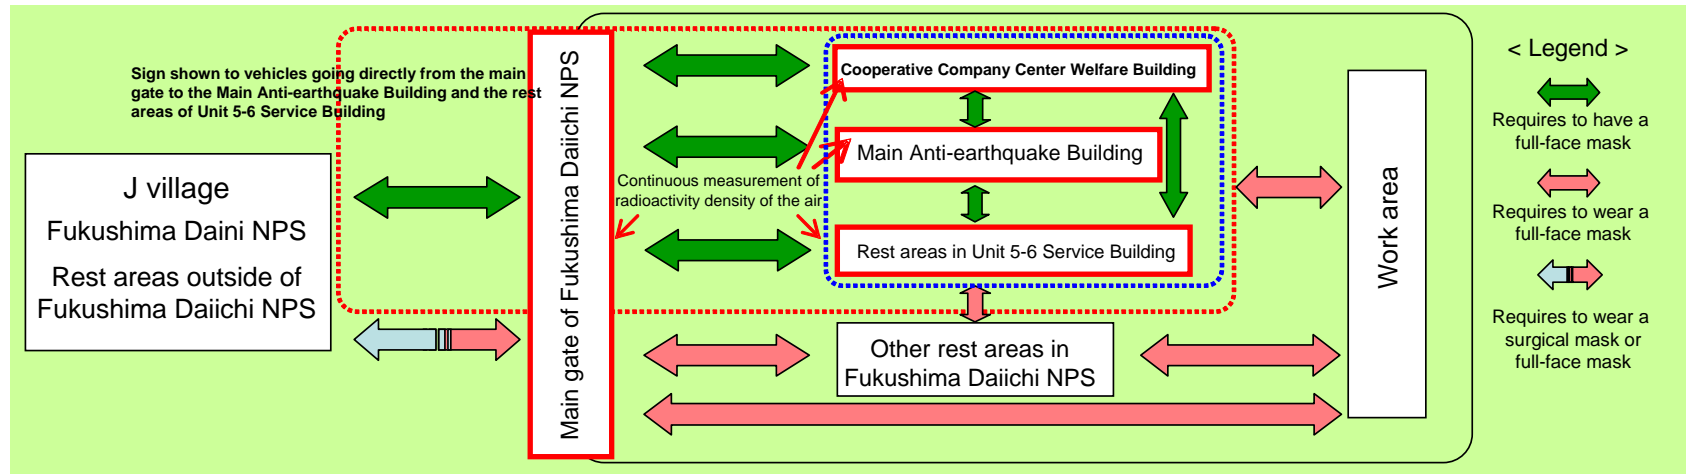 Sign shown to vehicles going directly from the main
gate to the Main Anti-earthquake Building and the rest
areas of Unit 5-6 Service Building
J village
Fukushima Daini NPS
Rest areas outside of
Fukushima Daiichi NPS
Main gate of Fukushima Daiichi NPS
Continuous measurement of
radioactivity density of the air
Cooperative Company Center Welfare Building
Main Anti-earthquake Building
Rest areas in Unit 5-6 Service Building
Other rest areas in
Fukushima Daiichi NPS
Work area
< Legend >
Requires to have a
full-face mask
Requires to wear a
full-face mask
Requires to wear a
surgical mask or
full-face mask